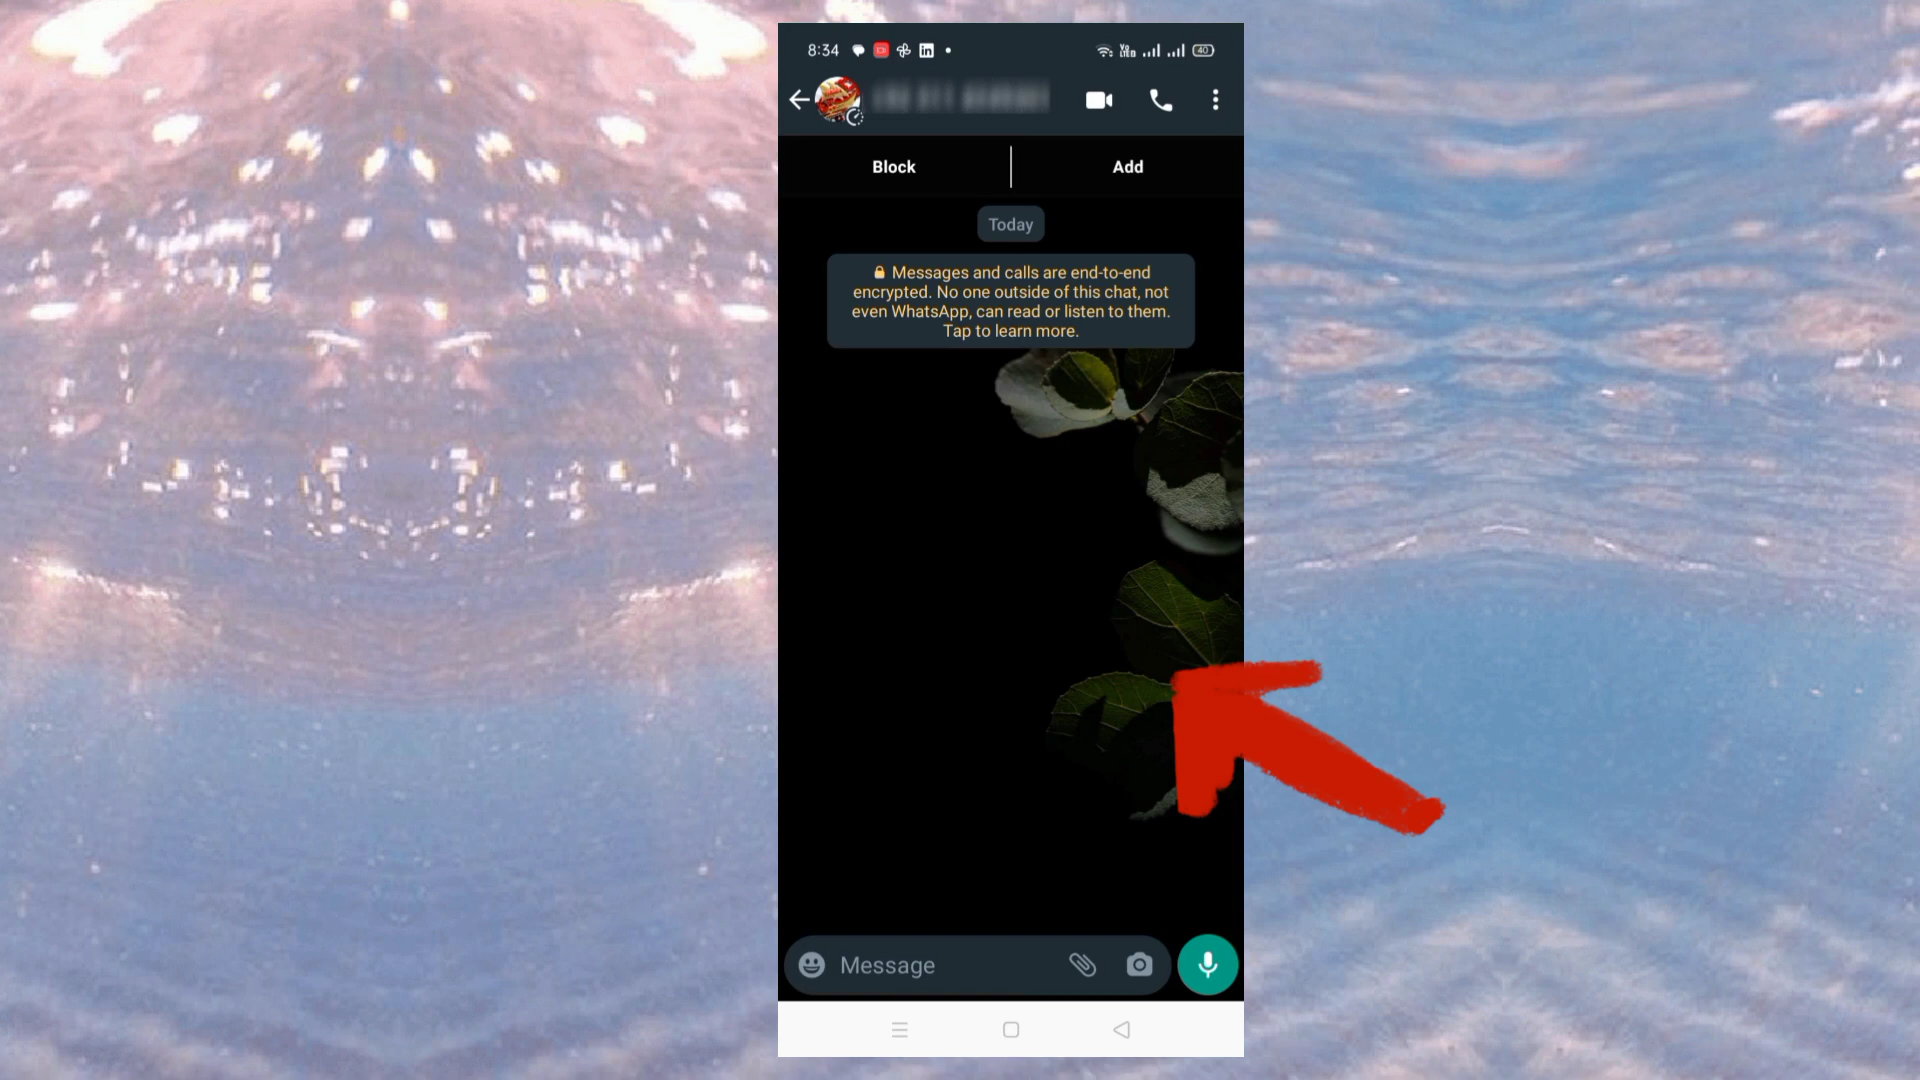 8:34
40
Block
Add
Today
Messages and calls are end-to-end
encrypted. No one outside of this chat, not
even WhatsApp, can read or listen to them.
Tap to learn more.
Message